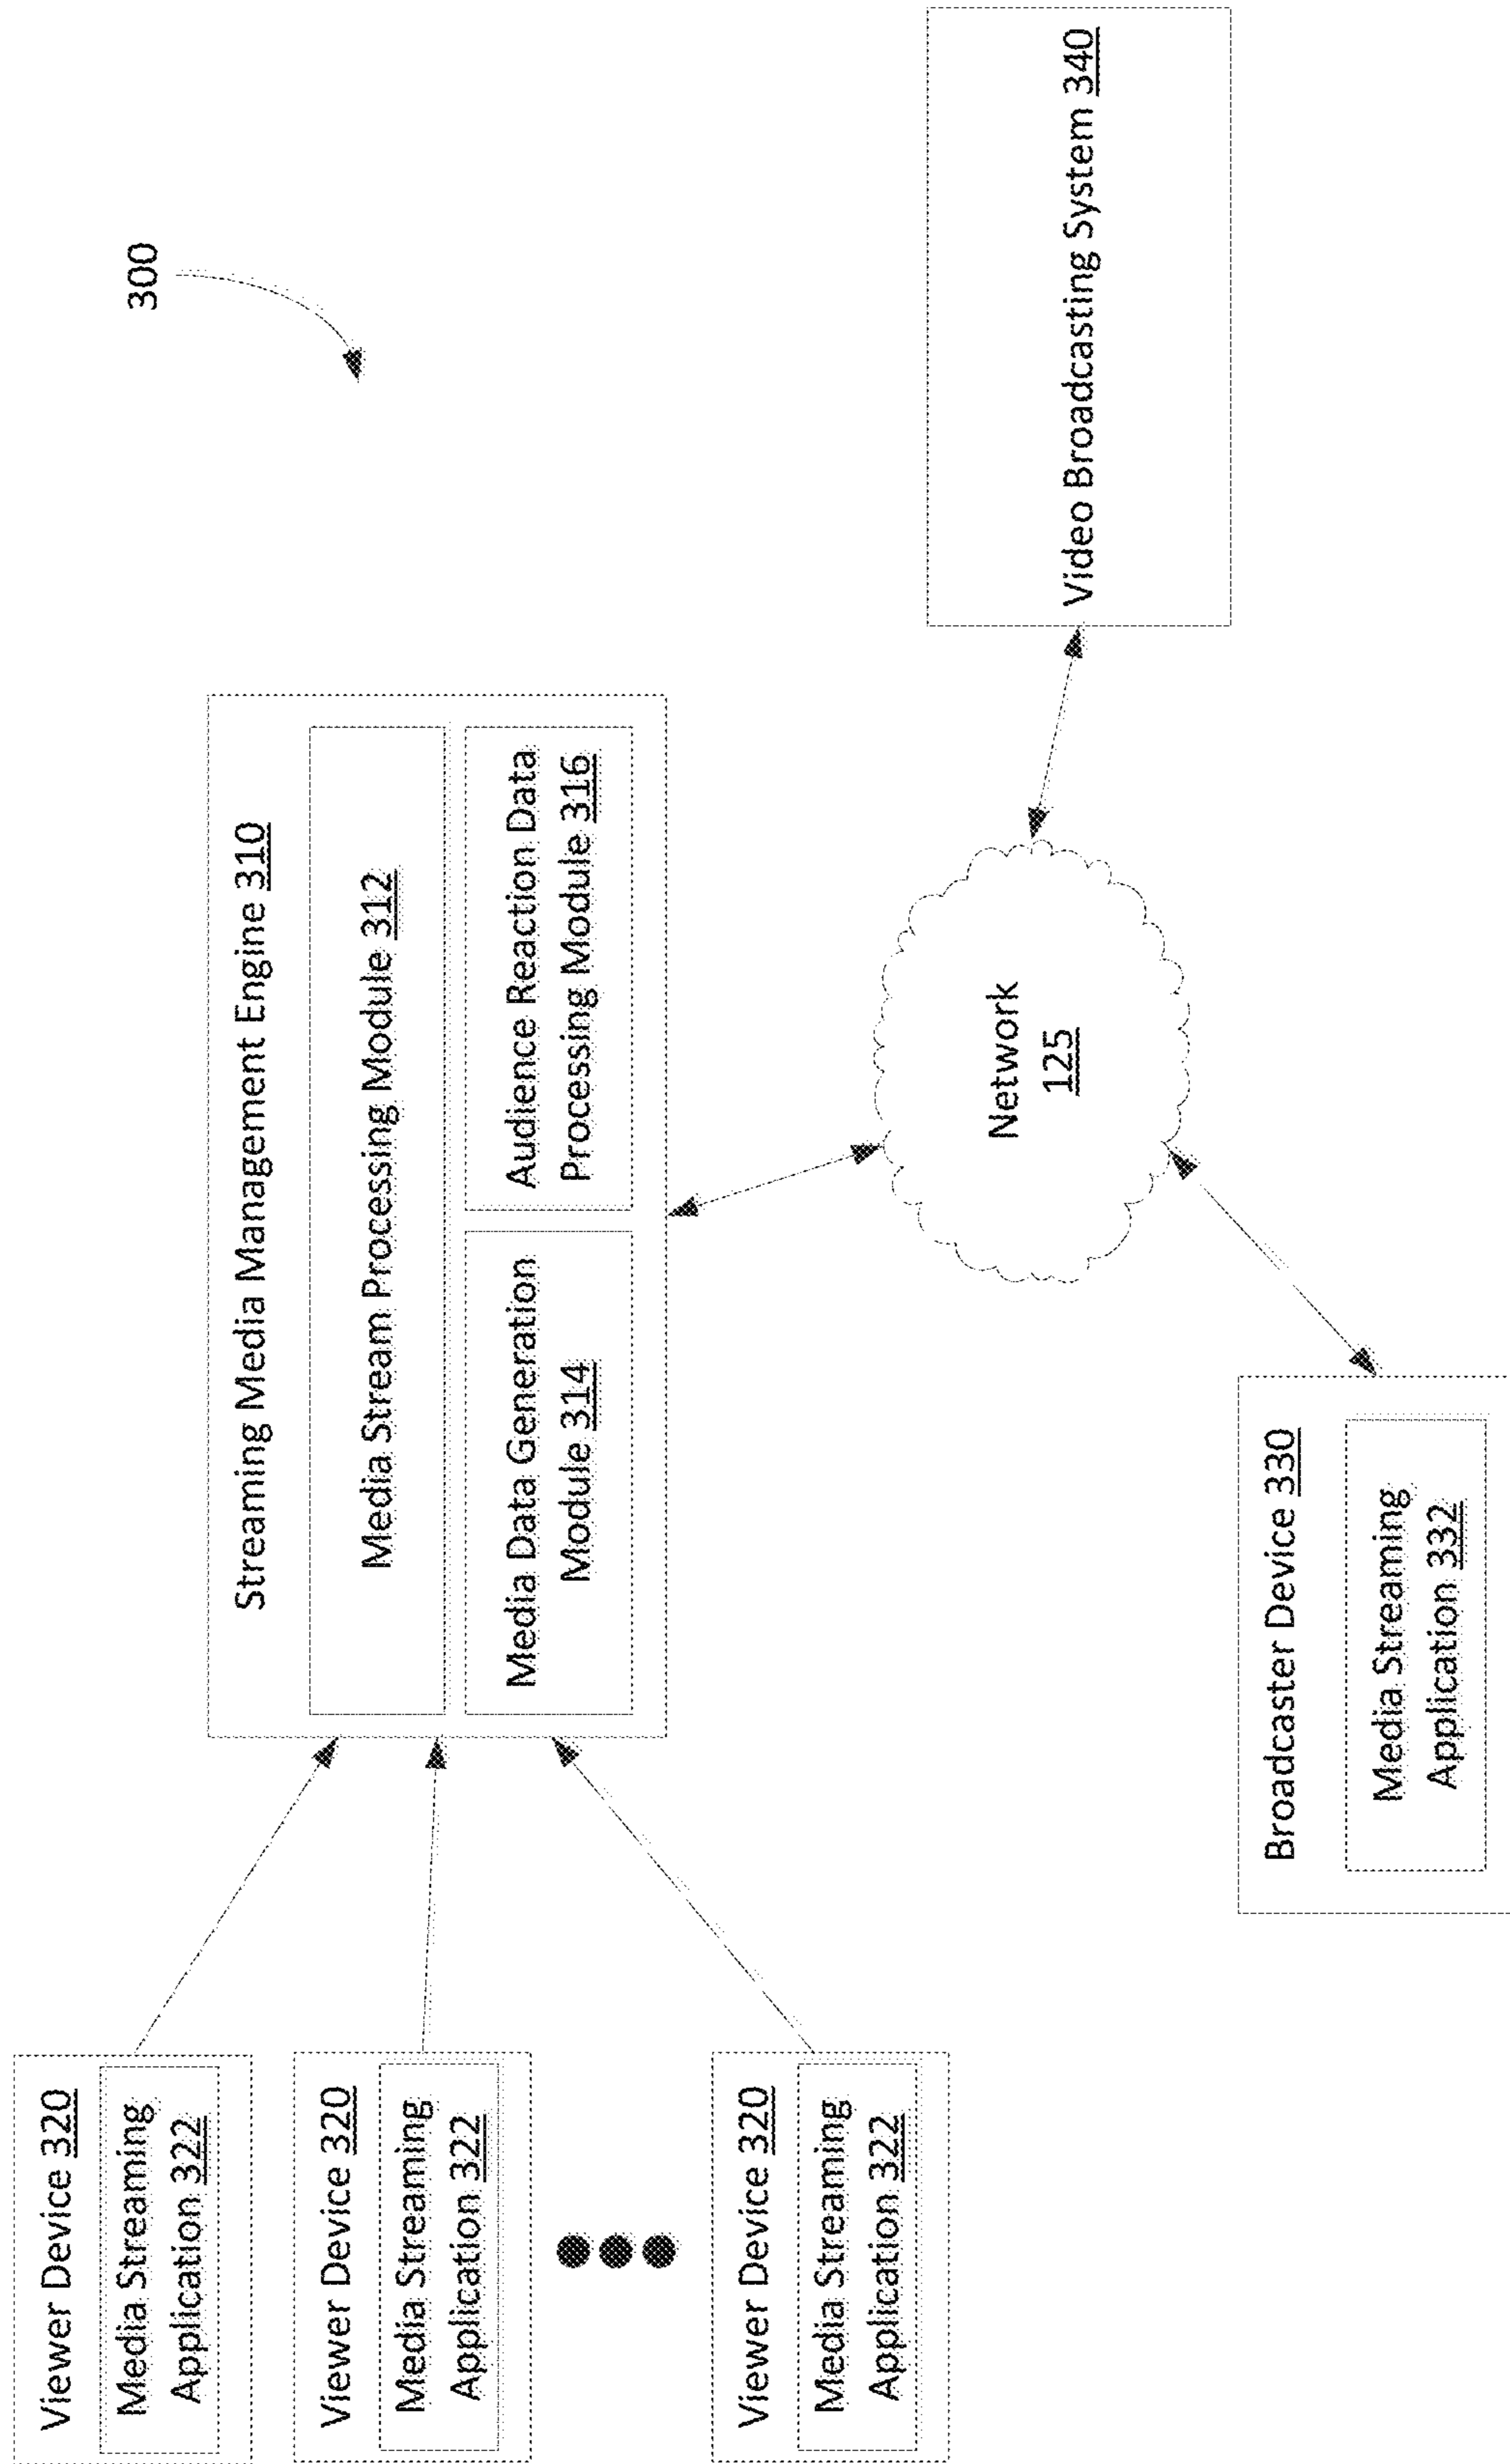 300
Viewer Device 320
Media Streaming
Application 322
Viewer Device 320
Media Streaming
Application 322
Viewer Device 320
Media Streaming
Application 322
Streaming Media Management Engine 310
Media Stream Processing Module 312
Media Data Generation
Module 314
Audience Reaction Data
Processing Module 316
Network
125
Broadcaster Device 330
Media Streaming
Application 332
Video Broadcasting System 340